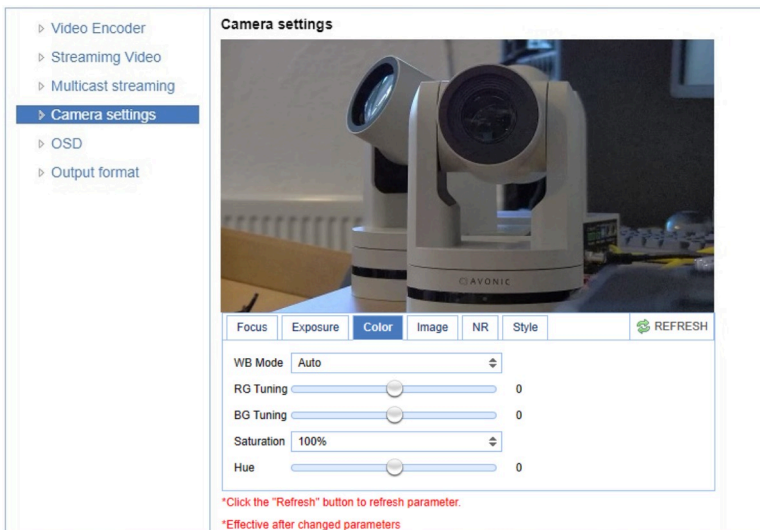 Video Encoder
Streamimg Video
Multicast streaming
Camera settings
OSD
Output format
Camera settings
AVONIC
Focus Exposure Color Image NR Style REFRESH
WB Mode Auto
RG Tuning 0
BG Tuning 0
Saturation 100%
Hue 0
*Click the "Refresh" button to refresh parameter.
*Effective after changed parameters